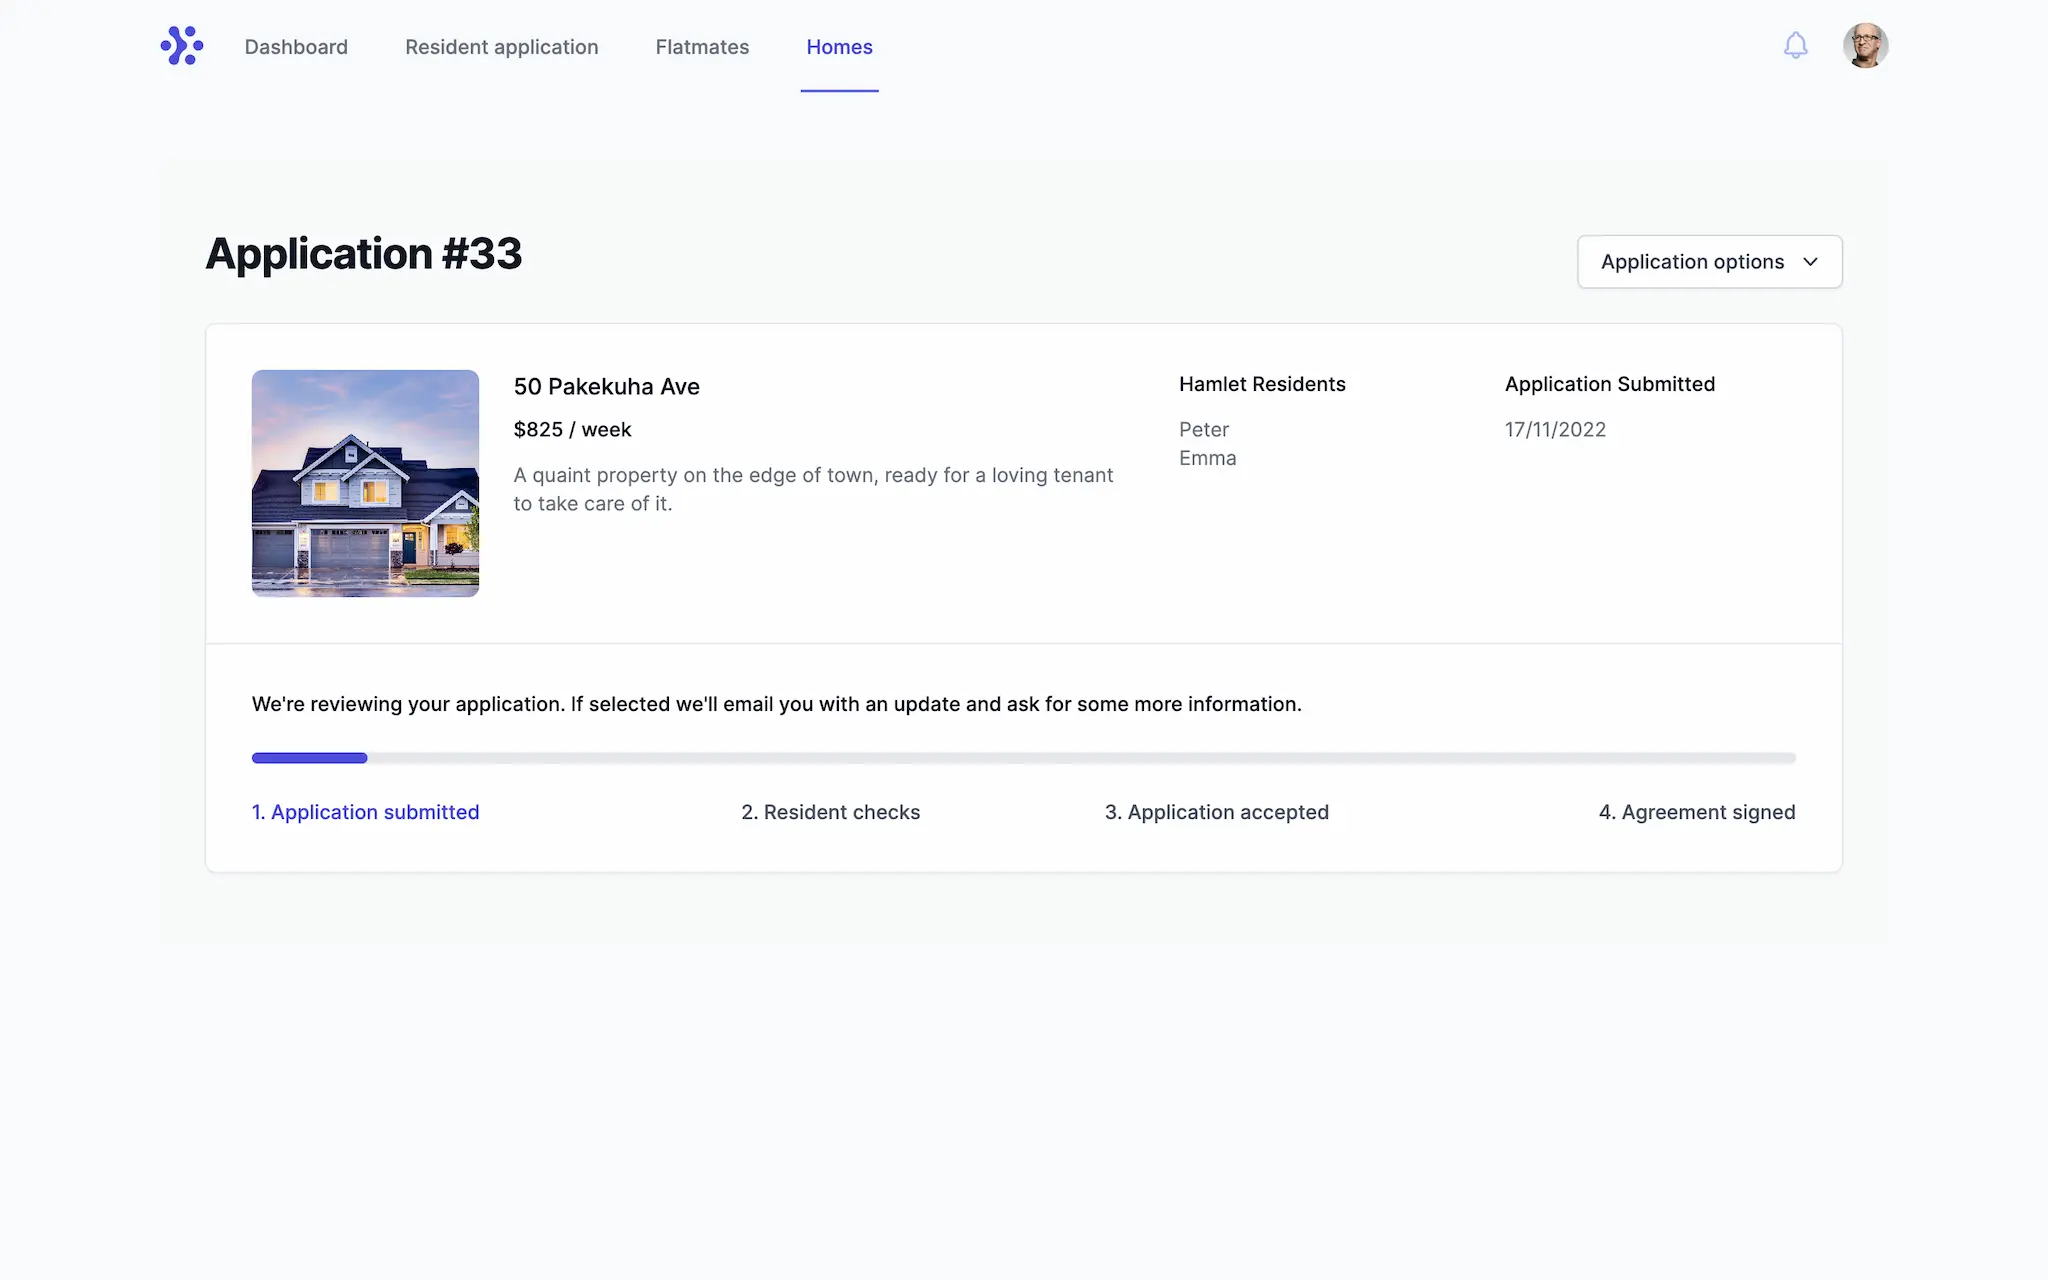 Dashboard
Resident application
Flatmates
Homes
Application #33
Application options
50 Pakekuha Ave
$825 / week
A quaint property on the edge of town, ready for a loving tenant
to take care of it.
Hamlet Residents
Peter
Emma
Application Submitted
17/11/2022
We're reviewing your application. If selected we'll email you with an update and ask for some more information.
1. Application submitted
2. Resident checks
3. Application accepted
4. Agreement signed